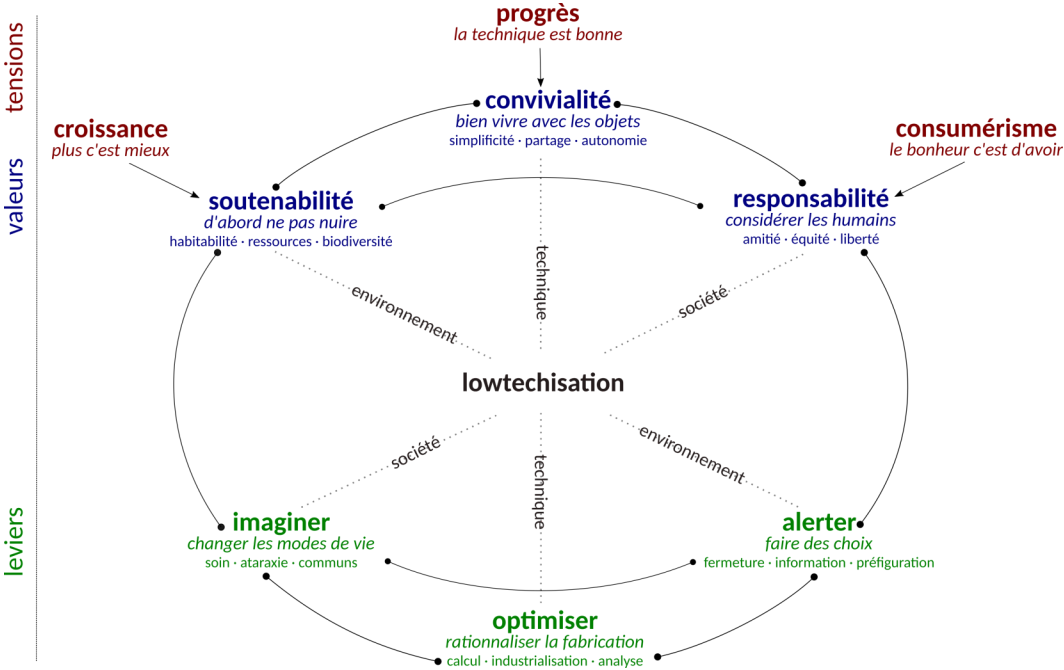 tensions
progrès
la technique est bonne
convivialité
bien vivre avec les objets
simplificité · partage · autonomie
croissance
plus c'est mieux
consumérisme
le bonheur c'est d'avoir
valeurs
soutenabilité
d'abord ne pas nuire
habitabilité · ressources · biodiversité
responsabilité
considérer les humains
amitié · équité · liberté
environnement
technique
société
lowtechisation
société
technique
environnement
leviers
imaginer
changer les modes de vie
soin · ataraxie · communs
alerter
faire des choix
fermeture · information · préfiguration
optimiser
rationnaliser la fabrication
calcul · industrialisation · analyse